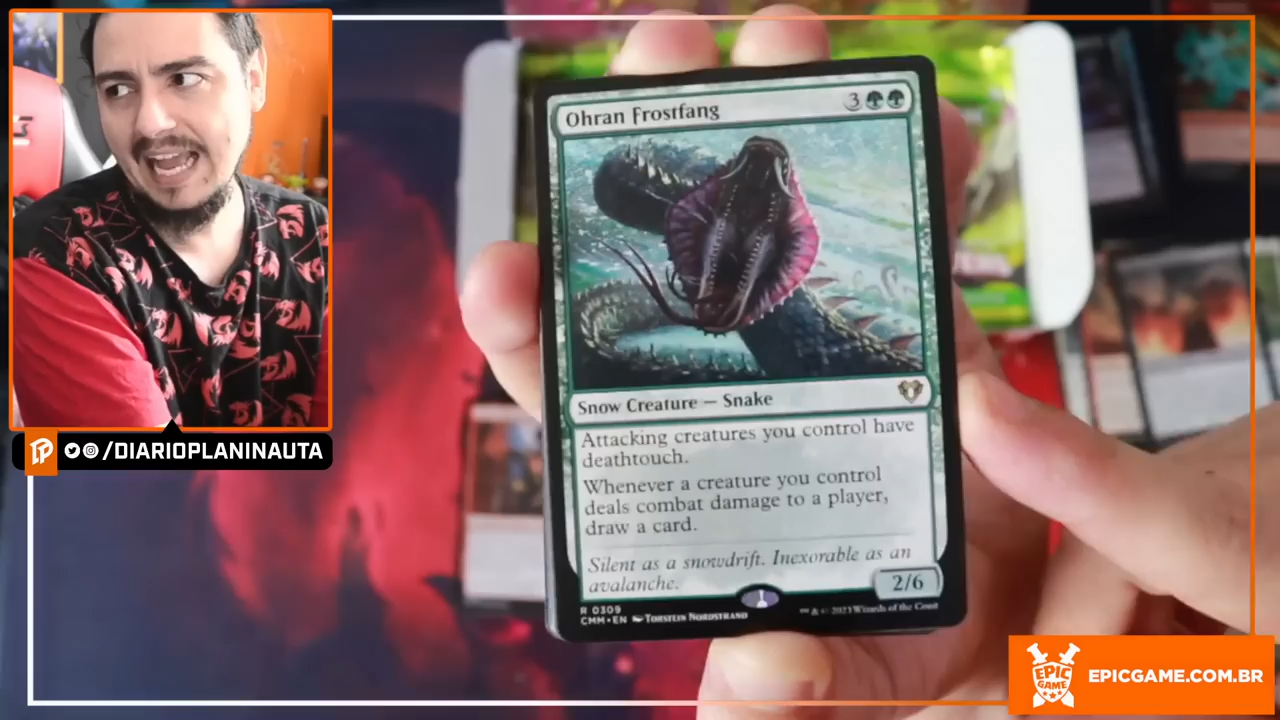 Ohran Frostfang
3
Snow Creature — Snake
Attacking creatures you control have
deathtouch.
Whenever a creature you control
deals combat damage to a player,
draw a card.
Silent as a snowdrift. Inexorable as an
avalanche.
2/6
R 0309
CMM • EN TORSTEIN NORDSTRAND
™ & © 2023 Wizards of the Coast
/DIARIOPLANINAUTA
EPIC
GAME
EPICGAME.COM.BR